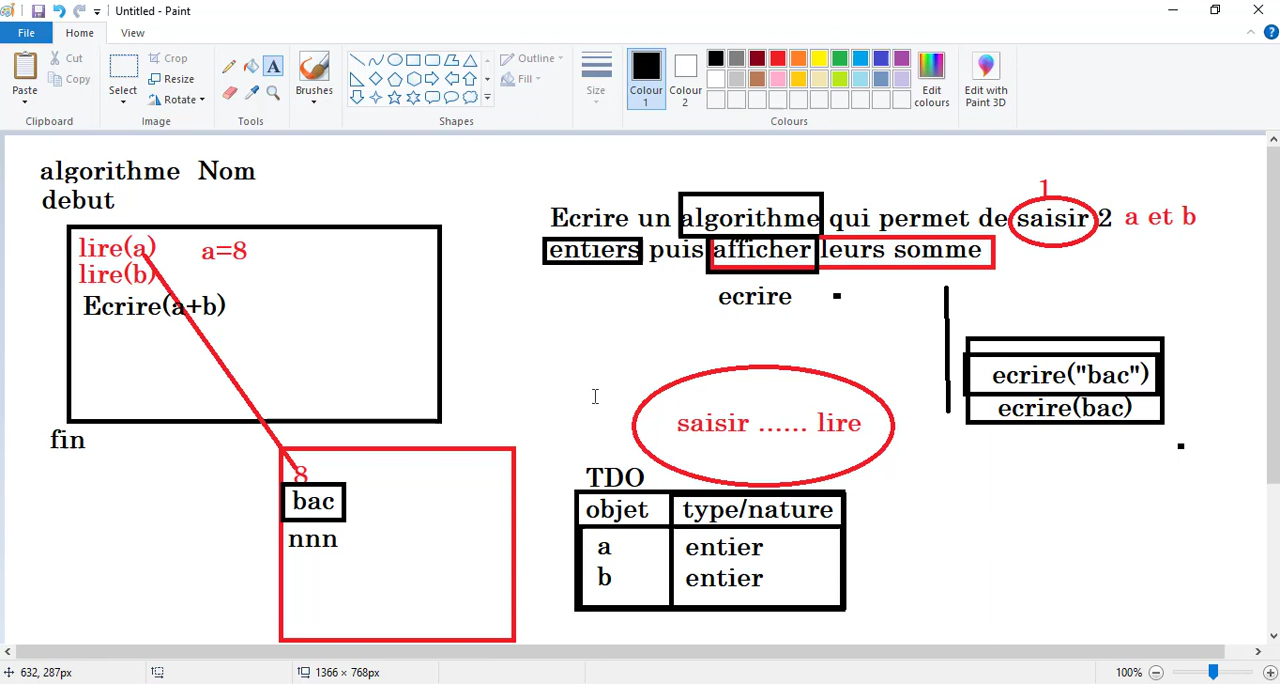 Untitled - Paint
File Home View
Paste
Cut
Copy
Clipboard
Select
Crop
Resize
Rotate
Image
A
Tools
Brushes
Shapes
Outline
Fill
Size
Colour 1
Colour 2
Edit colours
Colours
Edit with Paint 3D
algorithme Nom
debut
lire(a) a=8
lire(b)
Ecrire(a+b)
fin
8
bac
nnn
1
Ecrire un algorithme qui permet de saisir 2 a et b
entiers puis afficher leurs somme
ecrire
ecrire("bac")
ecrire(bac)
saisir ...... lire
TDO
objet type/nature
a entier
b entier
632, 287px
1366 × 768px
100%